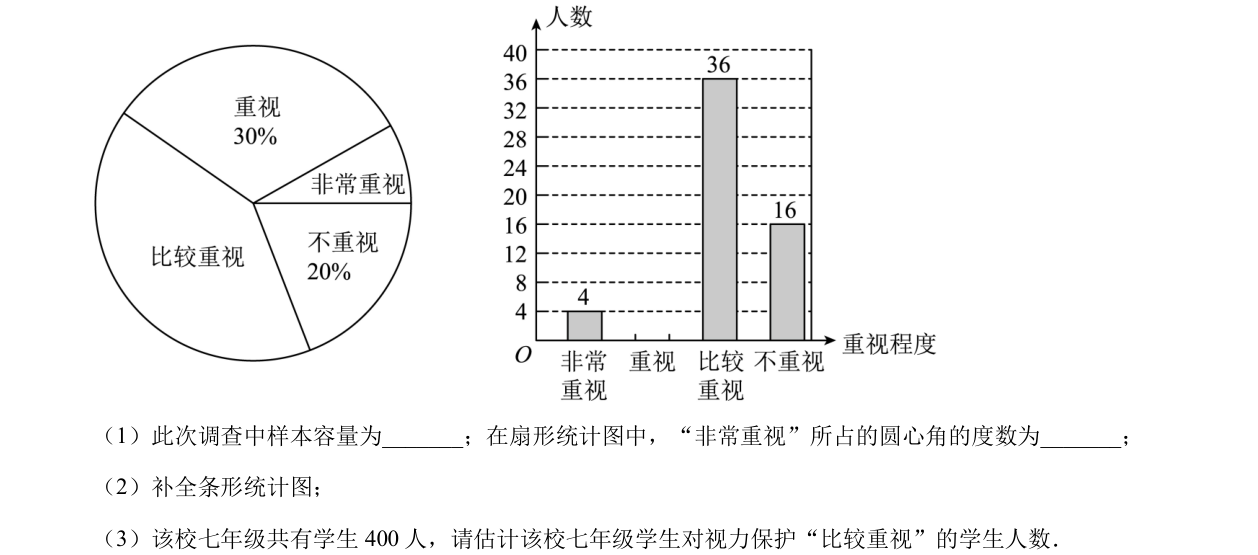 人数
重视
30%
非常重视
比较重视
不重视
20%
40
36
32
28
24
20
16
12
8
4
O
4
36
16
非常
重视
重视
比较
重视
不重视
重视程度
（1）此次调查中样本容量为_______；在扇形统计图中，“非常重视”所占的圆心角的度数为_______；
（2）补全条形统计图；
（3）该校七年级共有学生 400 人，请估计该校七年级学生对视力保护“比较重视”的学生人数．